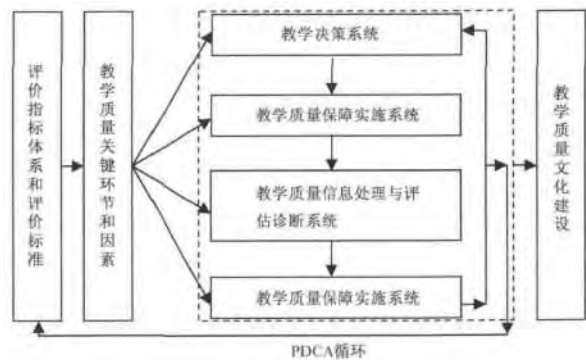 评价指标体系和评价标准
教学质量关键环节和因素
教学决策系统
教学质量保障实施系统
教学质量信息处理与评
估诊断系统
教学质量保障实施系统
教学质量文化建设
PDCA循环